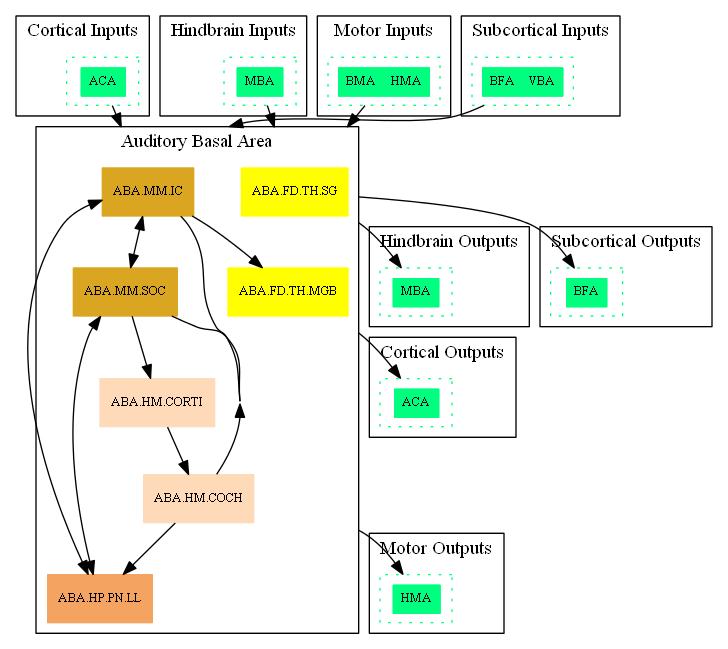 Cortical Inputs
ACA
Hindbrain Inputs
MBA
Motor Inputs
BMA HMA
Subcortical Inputs
BFA VBA
Auditory Basal Area
ABA.MM.IC
ABA.FD.TH.SG
ABA.MM.SOC
ABA.FD.TH.MGB
ABA.HM.CORTI
ABA.HM.COCH
ABA.HP.PN.LL
Hindbrain Outputs
MBA
Subcortical Outputs
BFA
Cortical Outputs
ACA
Motor Outputs
HMA